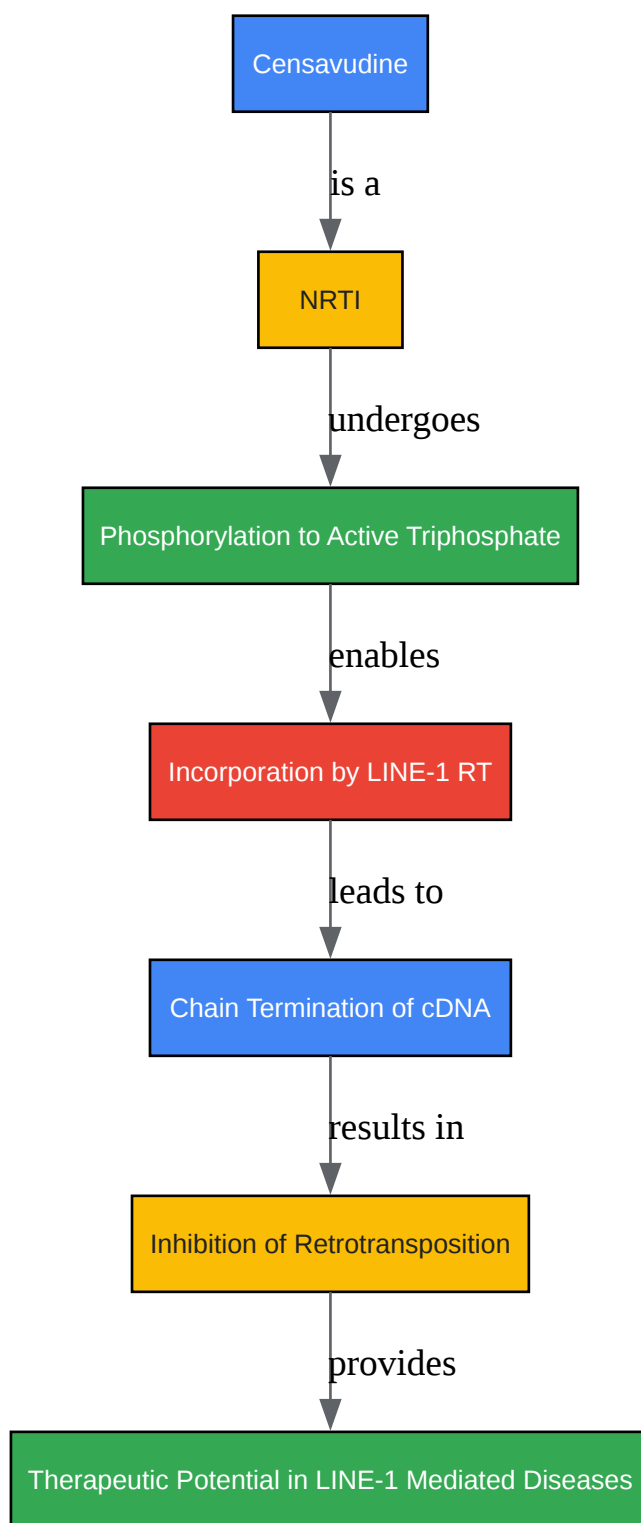 Censavudine
is a
NRTI
undergoes
Phosphorylation to Active Triphosphate
enables
Incorporation by LINE-1 RT
leads to
Chain Termination of cDNA
results in
Inhibition of Retrotransposition
provides
Therapeutic Potential in LINE-1 Mediated Diseases